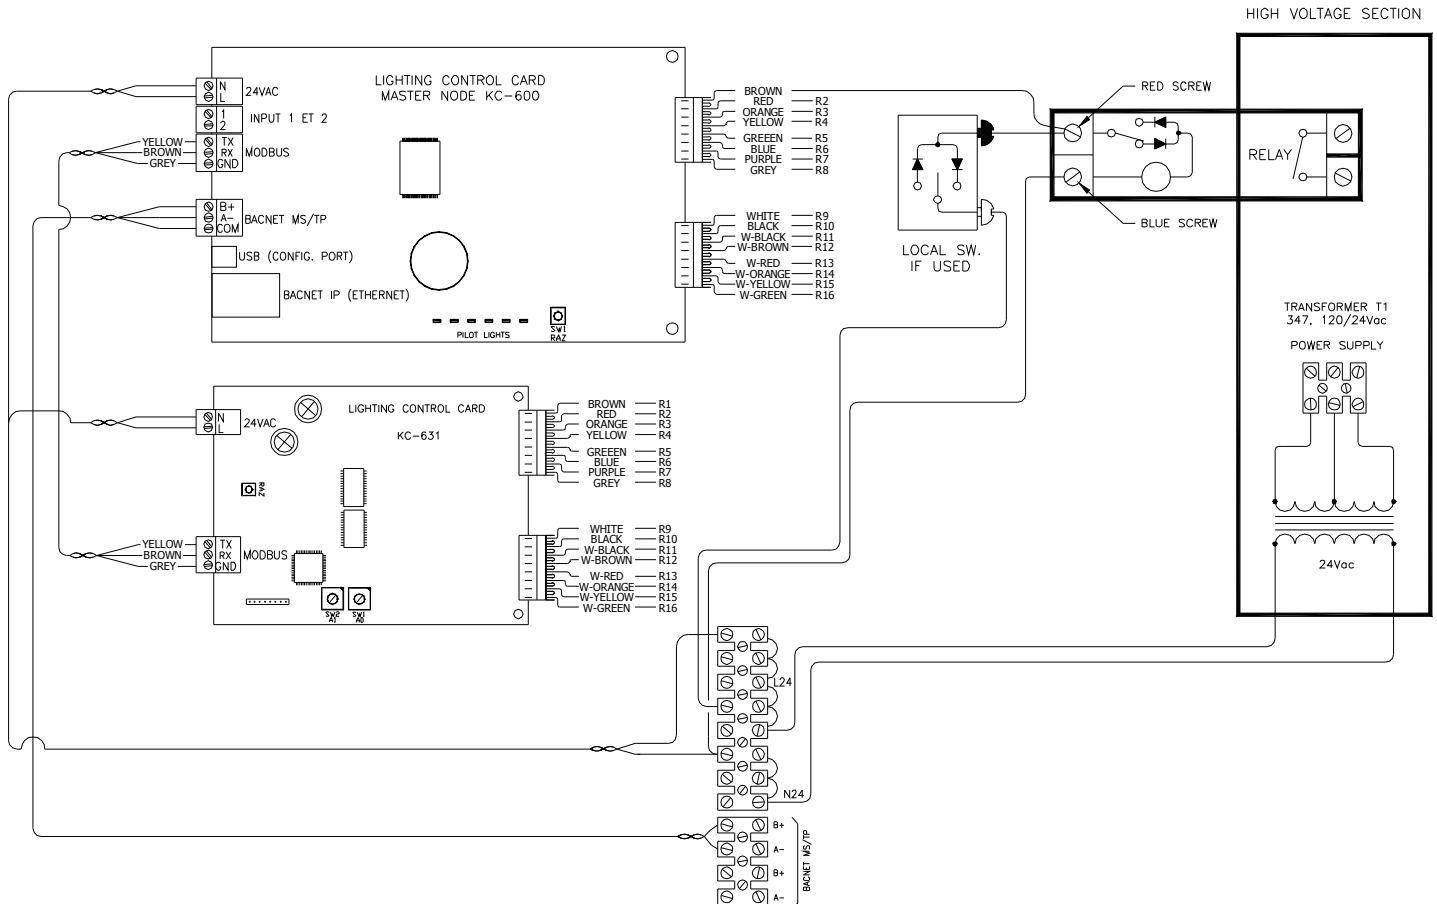 HIGH VOLTAGE SECTION
LIGHTING CONTROL CARD
MASTER NODE KC-600
N
L
24VAC
1
2
INPUT 1 ET 2
YELLOW
BROWN
GREY
TX
RX
GND
MODBUS
B+
A-
COM
BACNET MS/TP
USB (CONFIG. PORT)
BACNET IP (ETHERNET)
PILOT LIGHTS
SW1
RAZ
BROWN
RED R2
ORANGE R3
YELLOW R4
GREEEN R5
BLUE R6
PURPLE R7
GREY R8
WHITE R9
BLACK R10
W-BLACK R11
W-BROWN R12
W-RED R13
W-ORANGE R14
W-YELLOW R15
W-GREEN R16
LOCAL SW.
IF USED
RED SCREW
BLUE SCREW
RELAY
TRANSFORMER T1
347, 120/24Vac
POWER SUPPLY
24Vac
LIGHTING CONTROL CARD
KC-631
N
L
24VAC
RAZ
YELLOW
BROWN
GREY
TX
RX
GND
MODBUS
SW2
A1
SW1
A0
BROWN R1
RED R2
ORANGE R3
YELLOW R4
GREEEN R5
BLUE R6
PURPLE R7
GREY R8
WHITE R9
BLACK R10
W-BLACK R11
W-BROWN R12
W-RED R13
W-ORANGE R14
W-YELLOW R15
W-GREEN R16
L24
N24
B+
A-
B+
A-
BACNET MS/TP